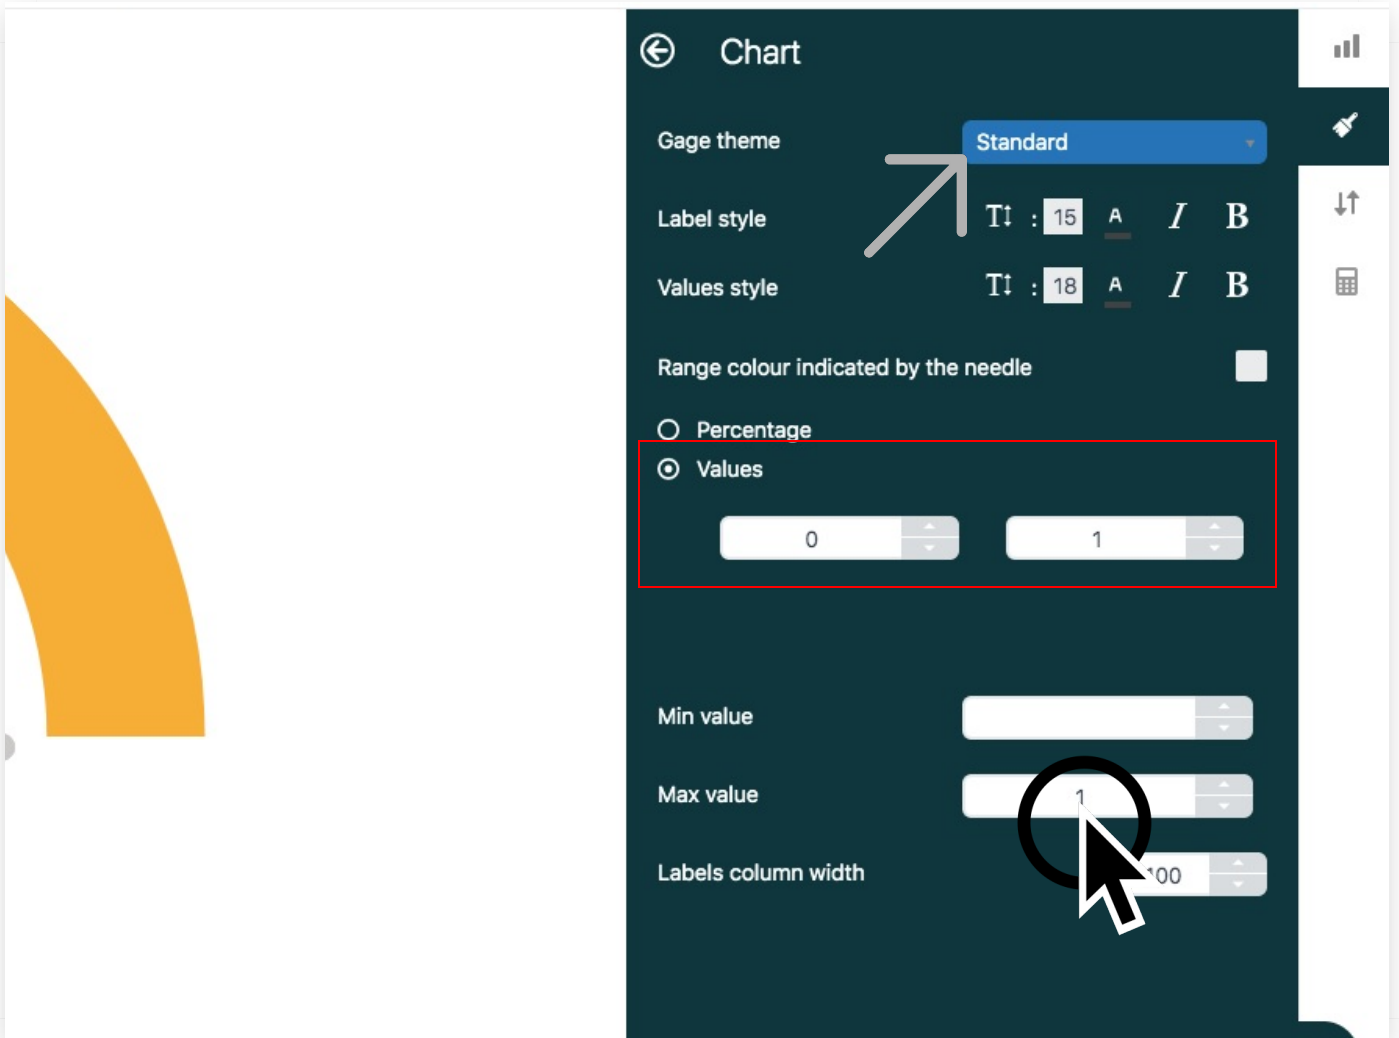 Chart
Gage theme Standard
Label style T : 15 A I B
Values style T : 18 A I B
Range colour indicated by the needle
Percentage
Values
0 1
Min value
Max value 1
Labels column width 100